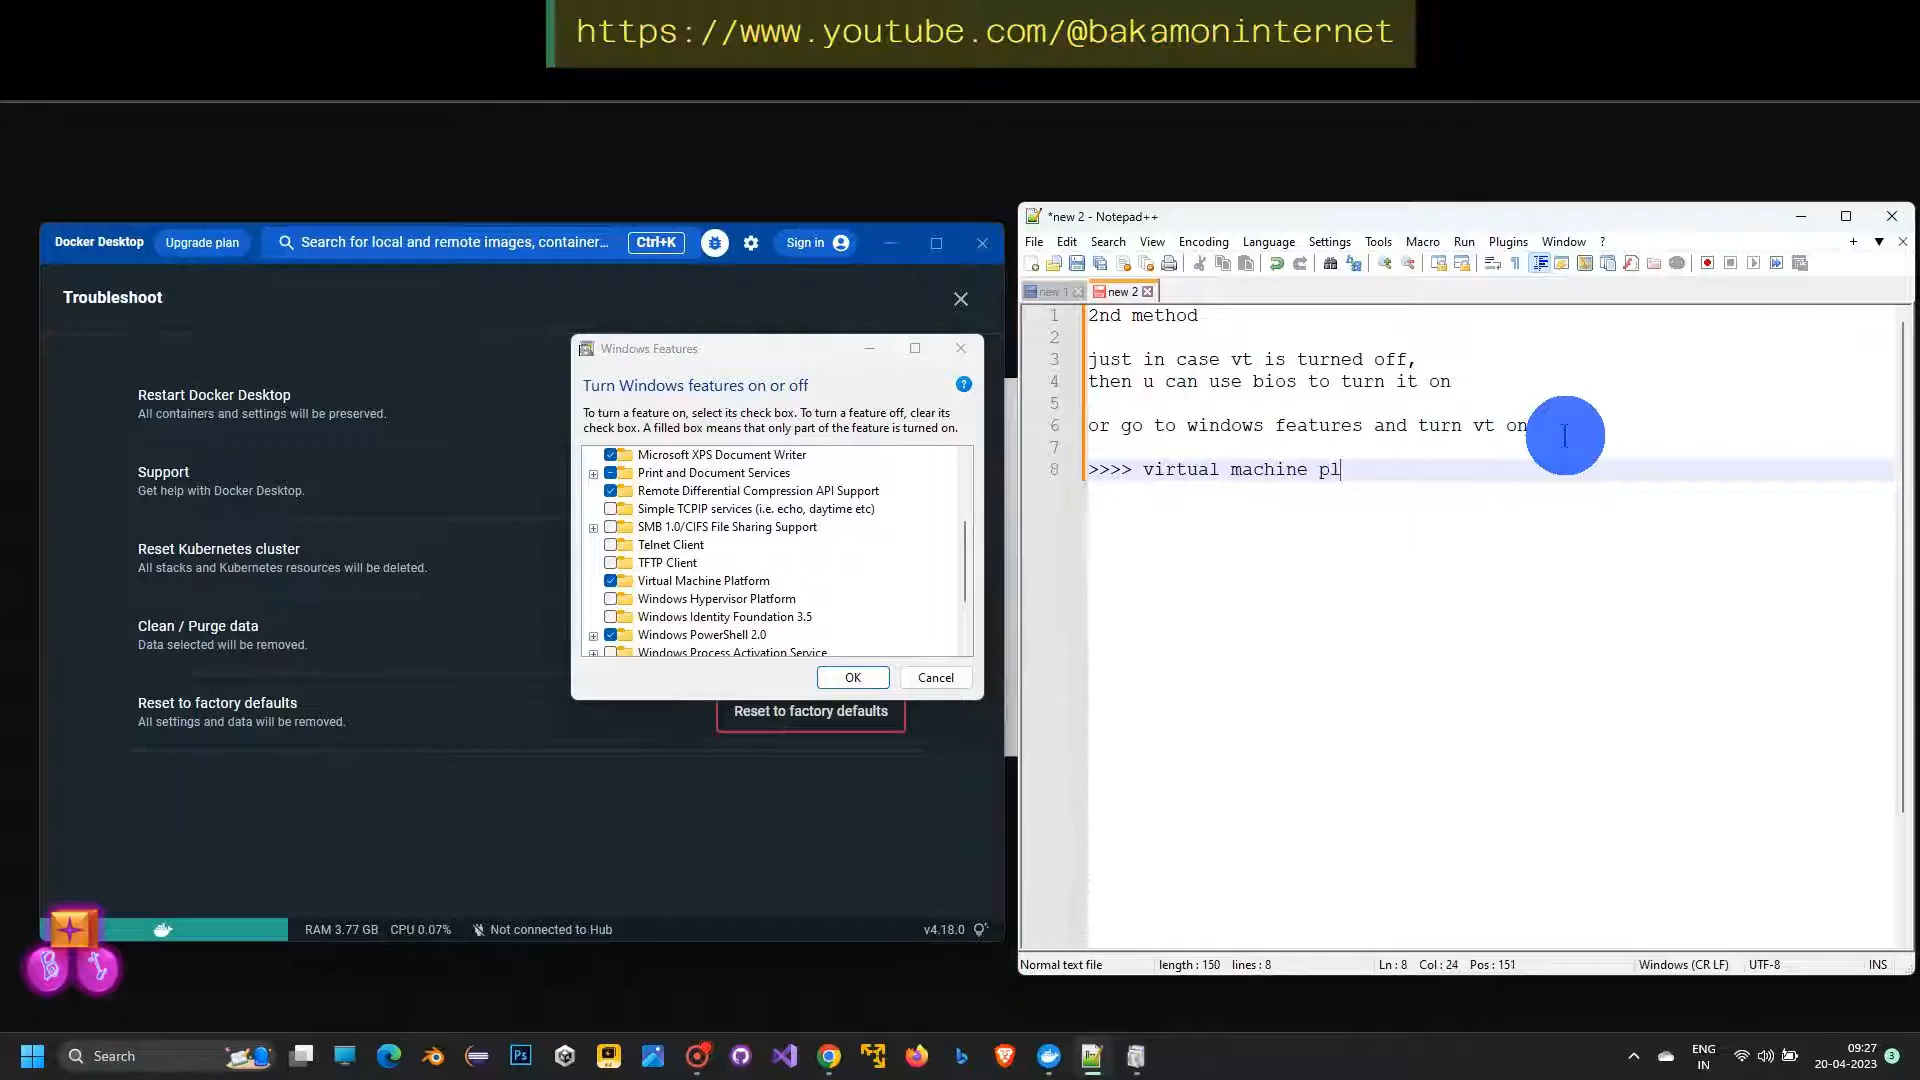 https://www.youtube.com/@bakamoninternet
Docker Desktop
Upgrade plan
Search for local and remote images, container...
Ctrl+K
Sign in
Troubleshoot
Restart Docker Desktop
All containers and settings will be preserved.
Support
Get help with Docker Desktop.
Reset Kubernetes cluster
All stacks and Kubernetes resources will be deleted.
Clean / Purge data
Data selected will be removed.
Reset to factory defaults
All settings and data will be removed.
Reset to factory defaults
RAM 3.77 GB CPU 0.07% Not connected to Hub
v4.18.0
Windows Features
Turn Windows features on or off
To turn a feature on, select its check box. To turn a feature off, clear its
check box. A filled box means that only part of the feature is turned on.
Microsoft XPS Document Writer
Print and Document Services
Remote Differential Compression API Support
Simple TCPIP services (i.e. echo, daytime etc)
SMB 1.0/CIFS File Sharing Support
Telnet Client
TFTP Client
Virtual Machine Platform
Windows Hypervisor Platform
Windows Identity Foundation 3.5
Windows PowerShell 2.0
Windows Process Activation Service
OK
Cancel
*new 2 - Notepad++
File Edit Search View Encoding Language Settings Tools Macro Run Plugins Window ?
new 1
new 2
1 2nd method
2
3 just in case vt is turned off,
4 then u can use bios to turn it on
5
6 or go to windows features and turn vt on
7
8 >>>> virtual machine pl
Normal text file
length : 150 lines : 8
Ln : 8 Col : 24 Pos : 151
Windows (CR LF)
UTF-8
INS
Search
Ps
ENG
IN
09:27
20-04-2023
3